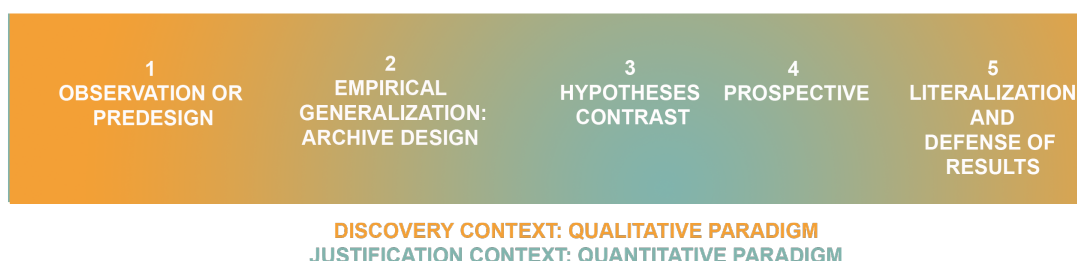 1
OBSERVATION OR
PREDESIGN
2
EMPIRICAL
GENERALIZATION:
ARCHIVE DESIGN
3
HYPOTHESES
CONTRAST
4
PROSPECTIVE
5
LITERALIZATION
AND
DEFENSE OF
RESULTS
DISCOVERY CONTEXT: QUALITATIVE PARADIGM
JUSTIFICATION CONTEXT: QUANTITATIVE PARADIGM